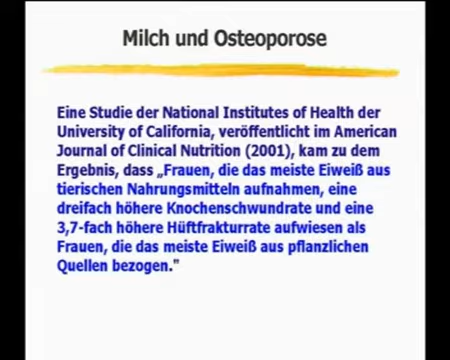 Milch und Osteoporose
Eine Studie der National Institutes of Health der
University of California, veröffentlicht im American
Journal of Clinical Nutrition (2001), kam zu dem
Ergebnis, dass „Frauen, die das meiste Eiweiß aus
tierischen Nahrungsmitteln aufnahmen, eine
dreifach höhere Knochenschwundrate und eine
3,7-fach höhere Hüftfrakturrate aufwiesen als
Frauen, die das meiste Eiweiß aus pflanzlichen
Quellen bezogen."